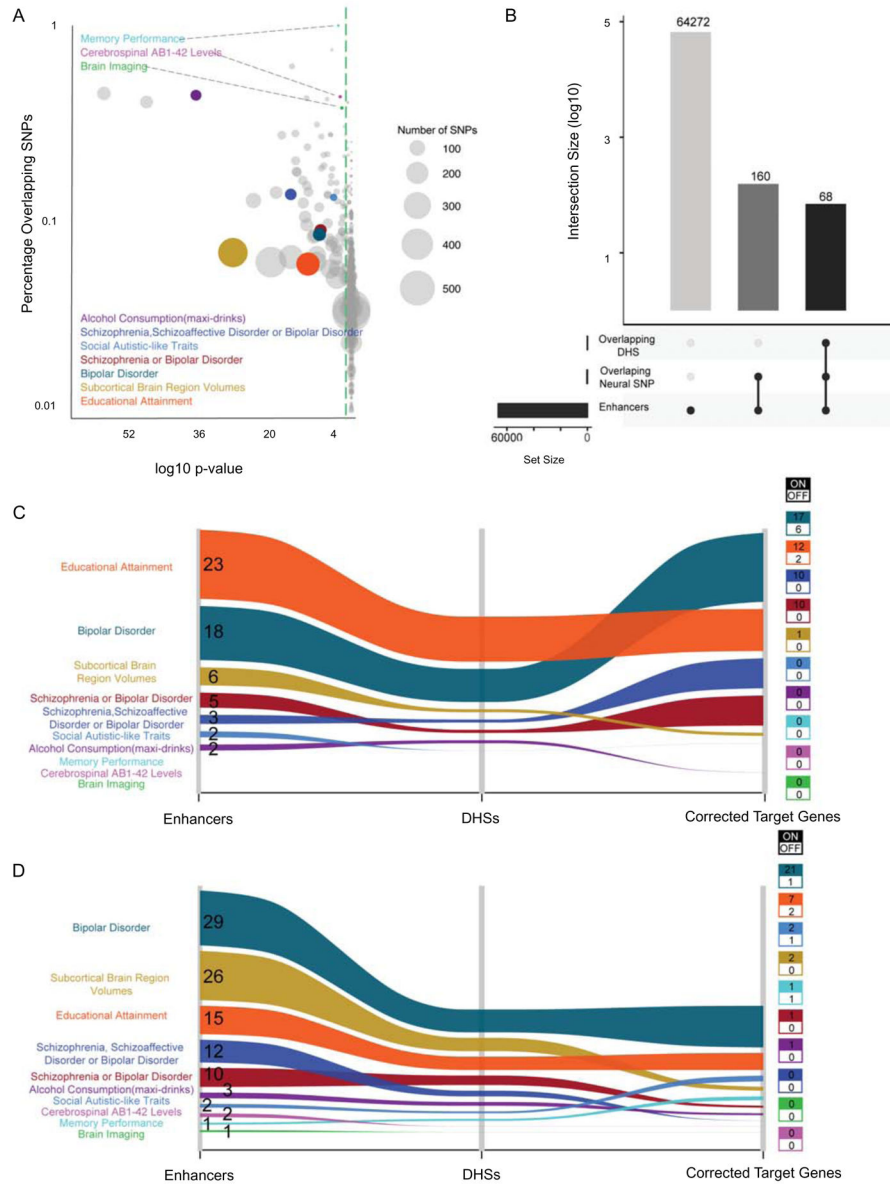 A
1
Memory Performance
Cerebrospinal AB1-42 Levels
Brain Imaging
Percentage Overlapping SNPs
0.1
0.01
Number of SNPs
100
200
300
400
500
Alcohol Consumption(maxi-drinks)
Schizophrenia,Schizoaffective Disorder or Bipolar Disorder
Social Autistic-like Traits
Schizophrenia or Bipolar Disorder
Bipolar Disorder
Subcortical Brain Region Volumes
Educational Attainment
52 36 20 4
log10 p-value
B
Intersection Size (log10)
5
3
1
64272
160
68
Overlapping
DHS
Overlaping
Neural SNP
Enhancers
60000 0
Set Size
C
ON
OFF
Educational Attainment
Bipolar Disorder
Subcortical Brain
Region Volumes
Schizophrenia or Bipolar Disorder
Schizophrenia,Schizoaffective
Disorder or Bipolar Disorder
Social Autistic-like Traits
Alcohol Consumption(maxi-drinks)
Memory Performance
Cerebrospinal AB1-42 Levels
Brain Imaging
23
18
6
5
3
2
2
17
6
12
2
10
0
10
0
1
0
0
0
0
0
0
0
0
0
0
0
Enhancers
DHSs
Corrected Target Genes
D
ON
OFF
Bipolar Disorder
Subcortical Brain Region
Volumes
Educational Attainment
Schizophrenia, Schizoaffective
Disorder or Bipolar Disorder
Schizophrenia or Bipolar Disorder
Alcohol Consumption(maxi-drinks)
Social Autistic-like Traits
Cerebrospinal AB1-42 Levels
Memory Performance
Brain Imaging
29
26
15
12
10
3
2
2
1
1
21
1
7
2
2
1
2
0
1
1
1
0
1
0
0
0
0
0
0
0
Enhancers
DHSs
Corrected Target Genes